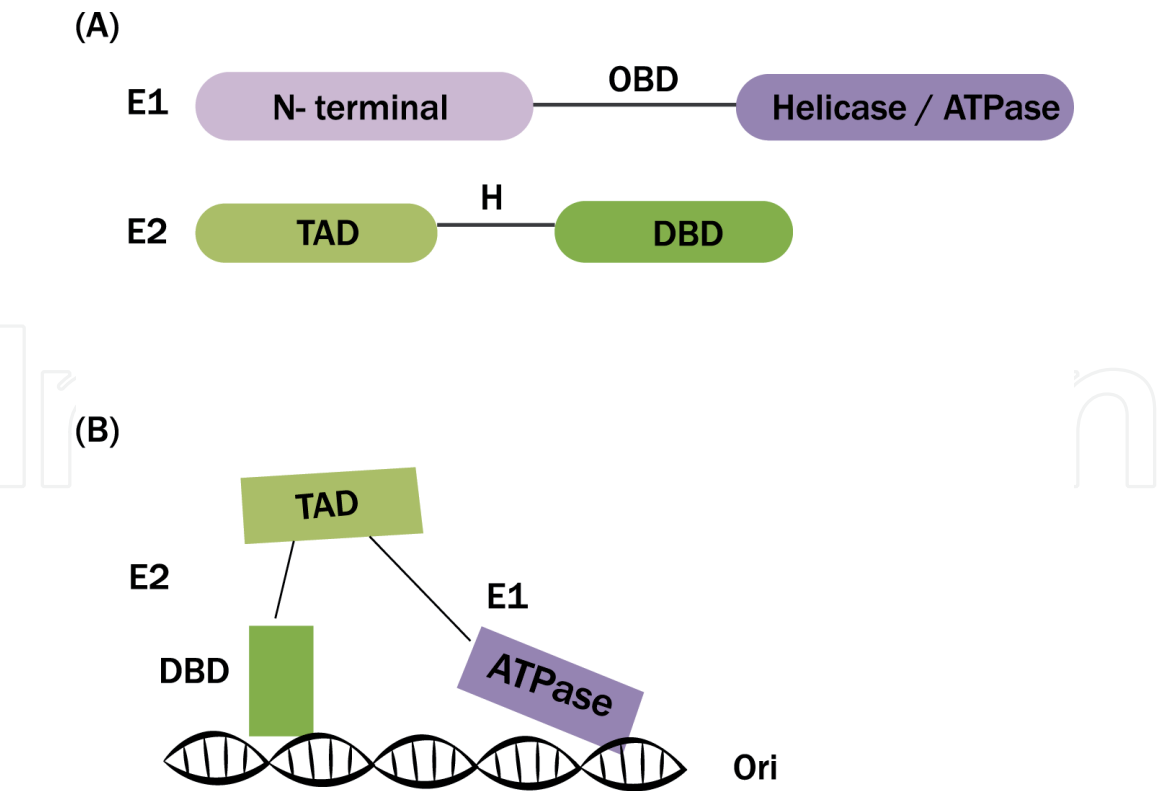 (A)
E1 N- terminal OBD Helicase / ATPase
E2 TAD H DBD
(B)
TAD
E2
E1
DBD
ATPase
Ori